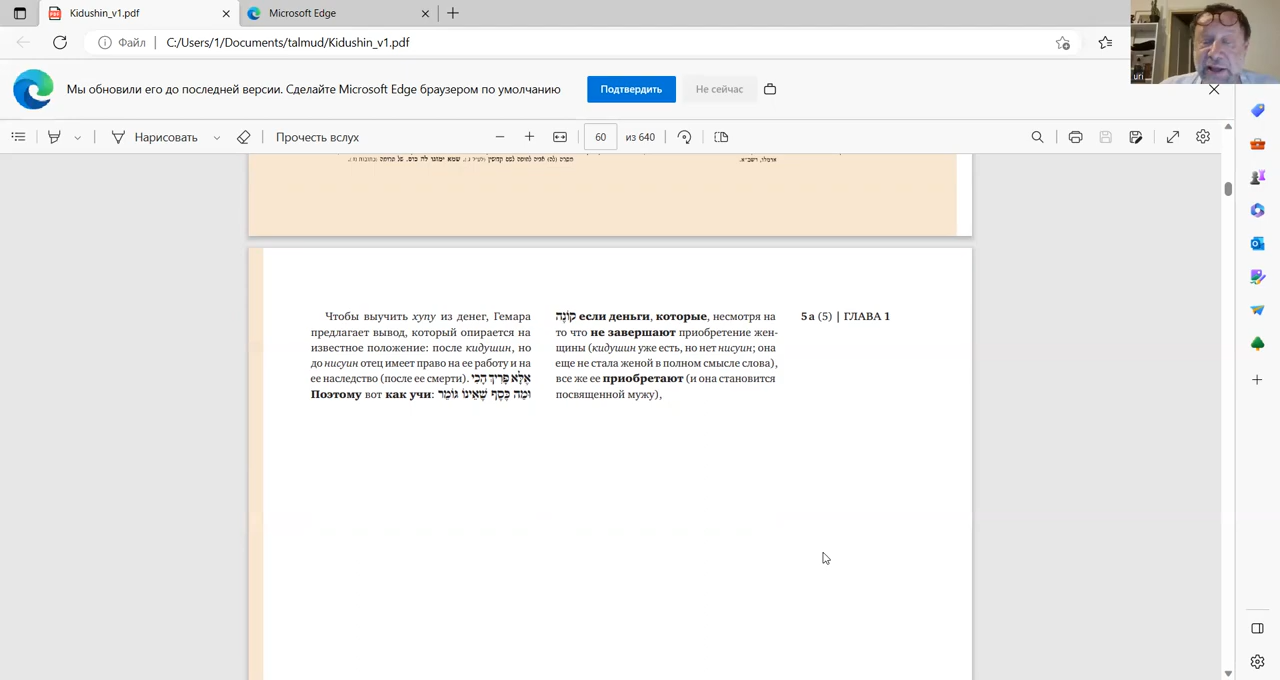 Kidushin_v1.pdf
Microsoft Edge
Файл
C:/Users/1/Documents/talmud/Kidushin_v1.pdf
uri
Мы обновили его до последней версии. Сделайте Microsoft Edge браузером по умолчанию
Подтвердить
Не сейчас
Нарисовать
Прочесть вслух
60
из 640
Чтобы выучить хупу из денег, Гемара
предлагает вывод, который опирается на
известное положение: после кидушин, но
до нисуин отец имеет право на ее работу и на
ее наследство (после ее смерти). אֶלָּא פָּרֵיךְ הָכִי
Поэтому вот как учи: וּמָה כֶּסֶף שֶׁאֵינוֹ גּוֹמֵר
קוֹנֶה если деньги, которые, несмотря на
то что не завершают приобретение жен-
щины (кидушин уже есть, но нет нисуин; она
еще не стала женой в полном смысле слова),
все же ее приобретают (и она становится
посвященной мужу),
5a (5) | ГЛАВА 1